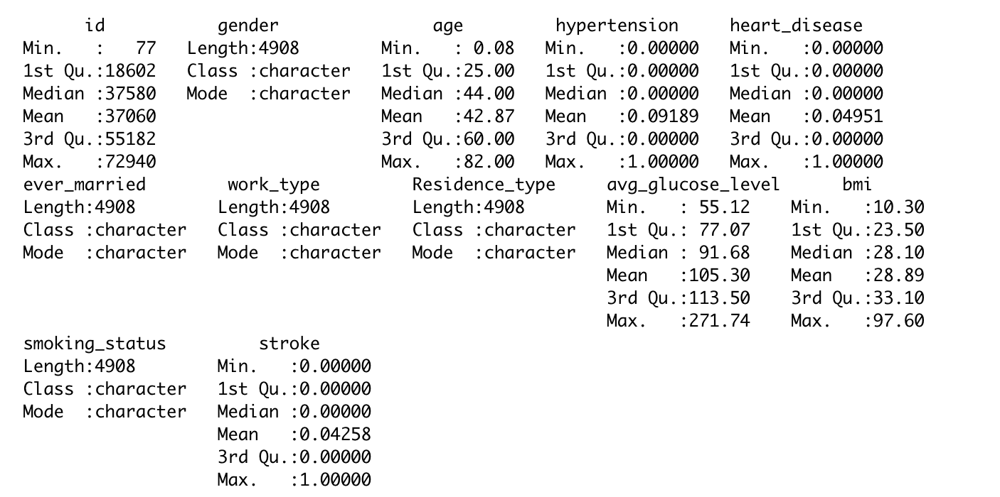 id           gender               age         hypertension     heart_disease
Min.   :   77   Length:4908        Min.   : 0.08   Min.   :0.00000   Min.   :0.00000
1st Qu.:18602   Class :character   1st Qu.:25.00   1st Qu.:0.00000   1st Qu.:0.00000
Median :37580   Mode  :character   Median :44.00   Median :0.00000   Median :0.00000
Mean   :37060                      Mean   :42.87   Mean   :0.09189   Mean   :0.04951
3rd Qu.:55182                      3rd Qu.:60.00   3rd Qu.:0.00000   3rd Qu.:0.00000
Max.   :72940                      Max.   :82.00   Max.   :1.00000   Max.   :1.00000
ever_married        work_type         Residence_type     avg_glucose_level      bmi
Length:4908        Length:4908        Length:4908        Min.   : 55.12    Min.   :10.30
Class :character   Class :character   Class :character   1st Qu.: 77.07    1st Qu.:23.50
Mode  :character   Mode  :character   Mode  :character   Median : 91.68    Median :28.10
                                                         Mean   :105.30    Mean   :28.89
                                                         3rd Qu.:113.50    3rd Qu.:33.10
                                                         Max.   :271.74    Max.   :97.60
smoking_status         stroke
Length:4908        Min.   :0.00000
Class :character   1st Qu.:0.00000
Mode  :character   Median :0.00000
                   Mean   :0.04258
                   3rd Qu.:0.00000
                   Max.   :1.00000